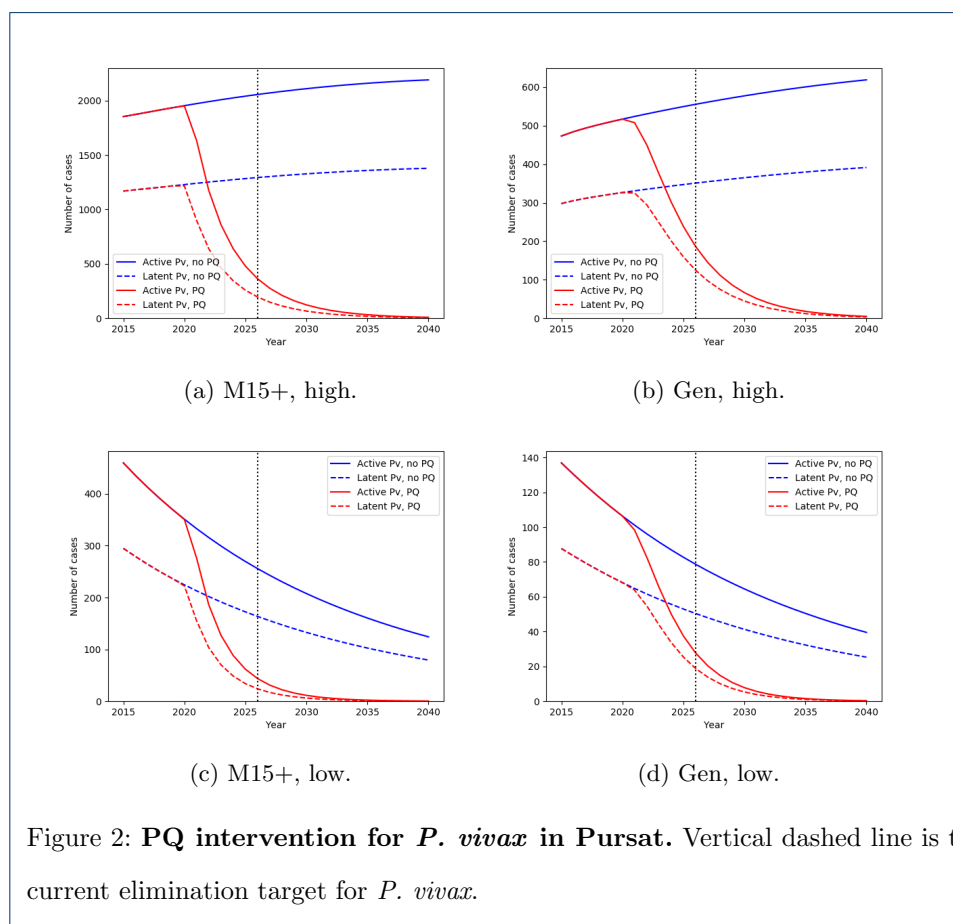 Number of cases
2000
1500
1000
500
0
2015 2020 2025 2030 2035 2040
Year
Active Pv, no PQ
Latent Pv, no PQ
Active Pv, PQ
Latent Pv, PQ
(a) M15+, high.
Number of cases
600
500
400
300
200
100
0
2015 2020 2025 2030 2035 2040
Year
Active Pv, no PQ
Latent Pv, no PQ
Active Pv, PQ
Latent Pv, PQ
(b) Gen, high.
Number of cases
400
300
200
100
0
2015 2020 2025 2030 2035 2040
Year
Active Pv, no PQ
Latent Pv, no PQ
Active Pv, PQ
Latent Pv, PQ
(c) M15+, low.
Number of cases
140
120
100
80
60
40
20
0
2015 2020 2025 2030 2035 2040
Year
Active Pv, no PQ
Latent Pv, no PQ
Active Pv, PQ
Latent Pv, PQ
(d) Gen, low.
Figure 2: PQ intervention for P. vivax in Pursat. Vertical dashed line is
current elimination target for P. vivax.